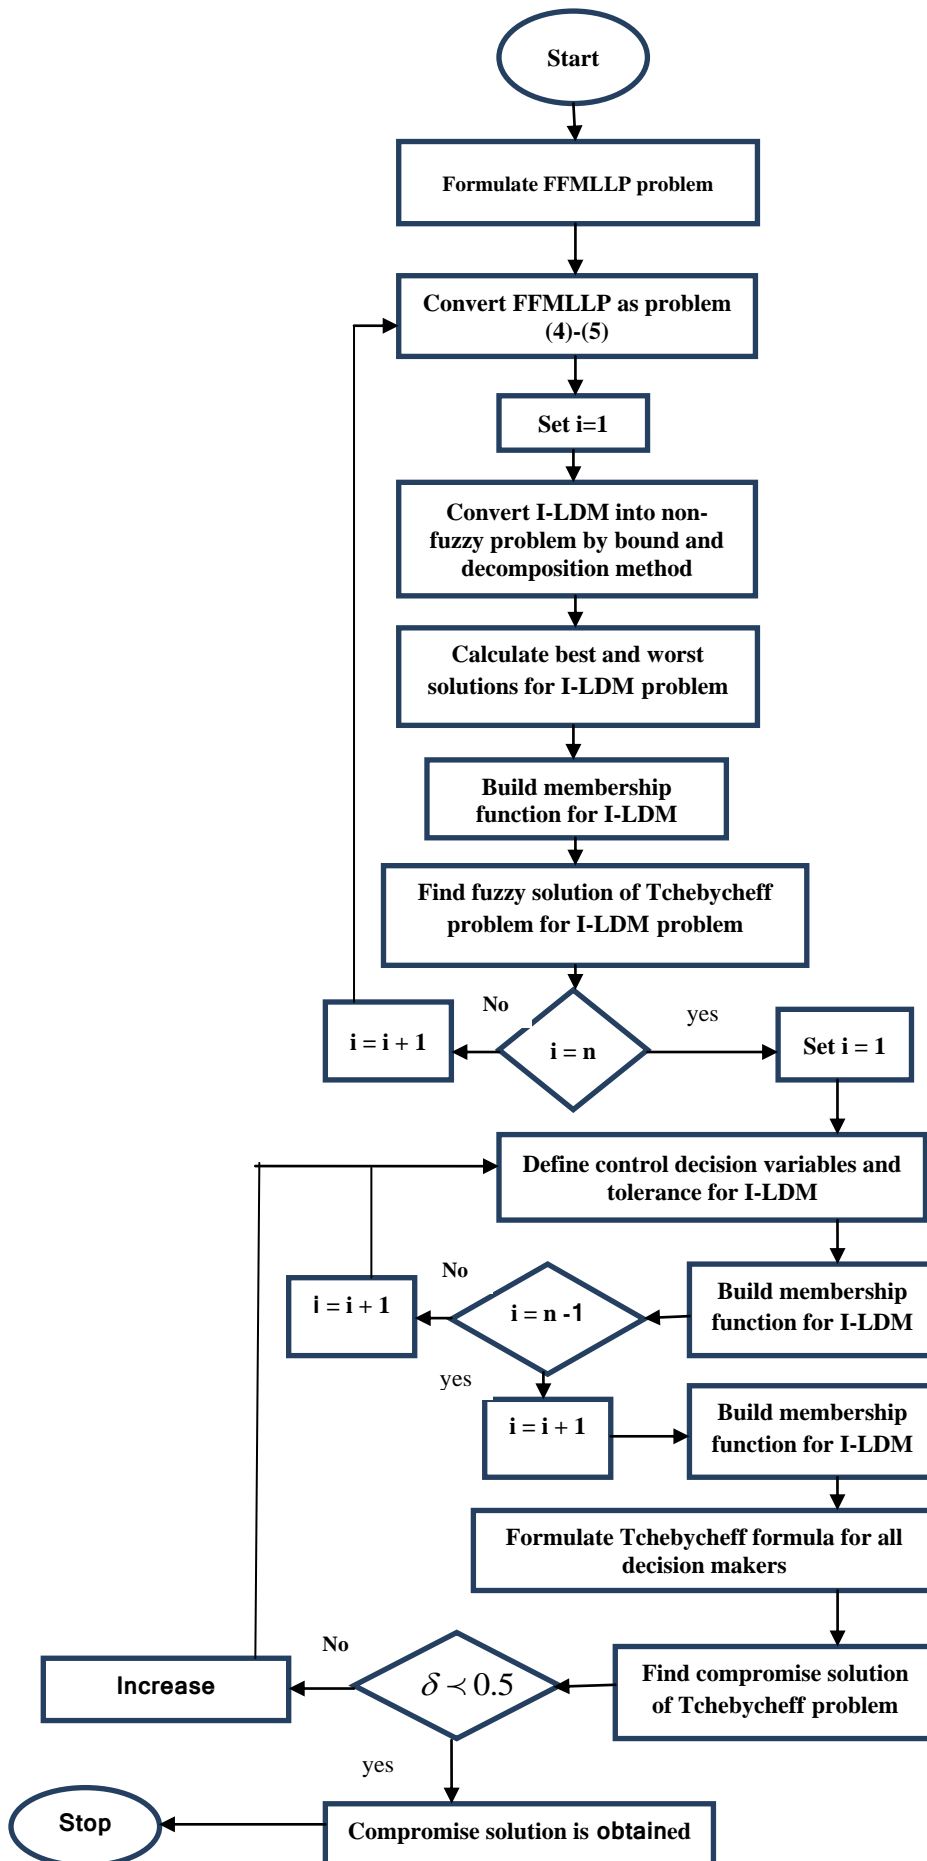 Start
Formulate FFMLLP problem
Convert FFMLLP as problem
(4)-(5)
Set i=1
Convert I-LDM into non-
fuzzy problem by bound and
decomposition method
Calculate best and worst
solutions for I-LDM problem
Build membership
function for I-LDM
Find fuzzy solution of Tchebycheff
problem for I-LDM problem
No
yes
i = i + 1
i = n
Set i = 1
Define control decision variables and
tolerance for I-LDM
No
i = i + 1
i = n -1
Build membership
function for I-LDM
yes
i = i + 1
Build membership
function for I-LDM
Formulate Tchebycheff formula for all
decision makers
No
Increase
δ ≺ 0.5
Find compromise solution
of Tchebycheff problem
yes
Stop
Compromise solution is obtained